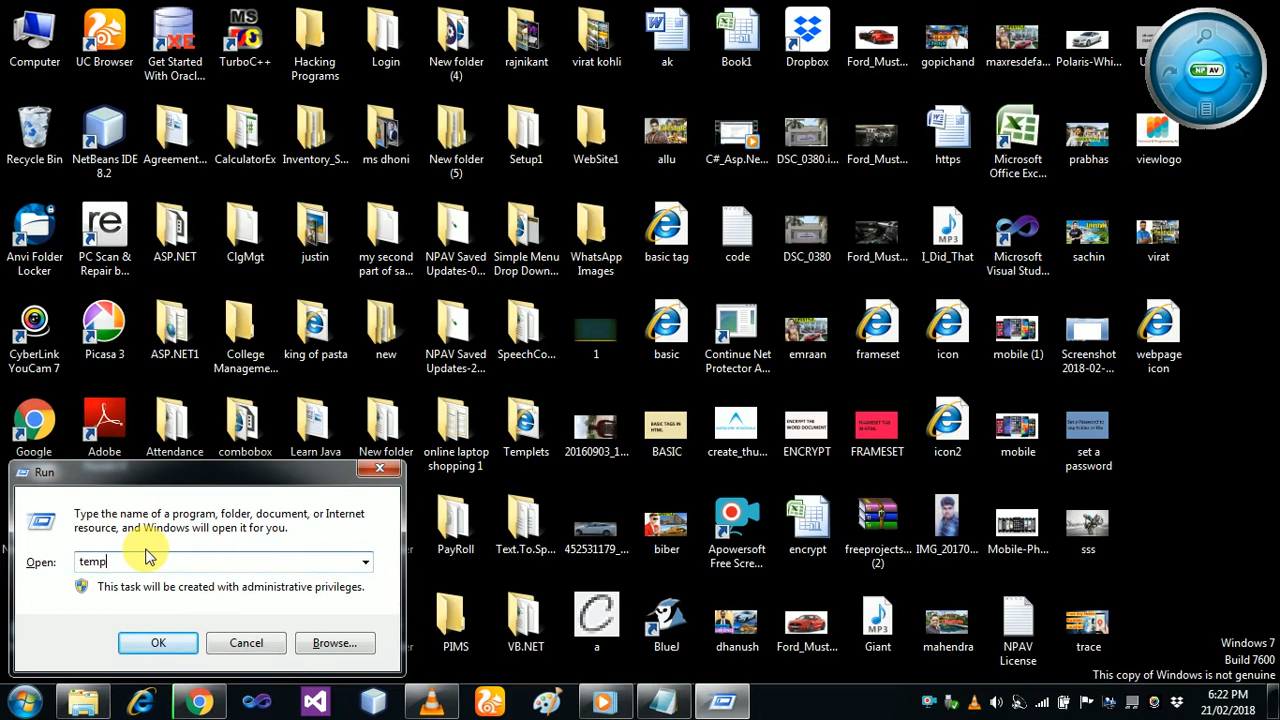 Computer
UC Browser
Get Started
With Oracl...
TurboC++
Hacking
Programs
Login
New folder
(4)
rajnikant
virat kohli
ak
Book1
Dropbox
Ford_Must...
gopichand
maxresdefa...
Polaris-Whi...
NP AV
Recycle Bin
NetBeans IDE
8.2
Agreement...
CalculatorEx
Inventory_S...
ms dhoni
New folder
(5)
Setup1
WebSite1
allu
C#_Asp.Ne...
DSC_0380.i...
Ford_Must...
https
Microsoft
Office Exc...
prabhas
viewlogo
Anvi Folder
Locker
PC Scan &
Repair b...
ASP.NET
ClgMgt
justin
my second
part of sa...
NPAV Saved
Updates-0...
Simple Menu
Drop Down...
WhatsApp
Images
basic tag
code
DSC_0380
Ford_Must...
I_Did_That
Microsoft
Visual Stud...
sachin
virat
CyberLink
YouCam 7
Picasa 3
ASP.NET1
College
Manageme...
king of pasta
new
NPAV Saved
Updates-2...
SpeechCo...
1
basic
Continue Net
Protector A...
emraan
frameset
icon
mobile (1)
Screenshot
2018-02-...
webpage
icon
Google
Adobe
Attendance
combobox
Learn Java
New folder
online laptop
shopping 1
Templets
20160903_1...
BASIC
create_thu...
ENCRYPT
FRAMESET
icon2
mobile
set a
password
PayRoll
Text.To.Sp...
452531179_...
biber
Apowersoft
Free Scre...
encrypt
freeprojects...
(2)
IMG_20170...
Mobile-Ph...
sss
PIMS
VB.NET
a
BlueJ
dhanush
Ford_Must...
Giant
mahendra
NPAV
License
trace
Run
Type the name of a program, folder, document, or Internet
resource, and Windows will open it for you.
Open:
temp
This task will be created with administrative privileges.
OK
Cancel
Browse...
Windows 7
Build 7600
This copy of Windows is not genuine
6:22 PM
21/02/2018